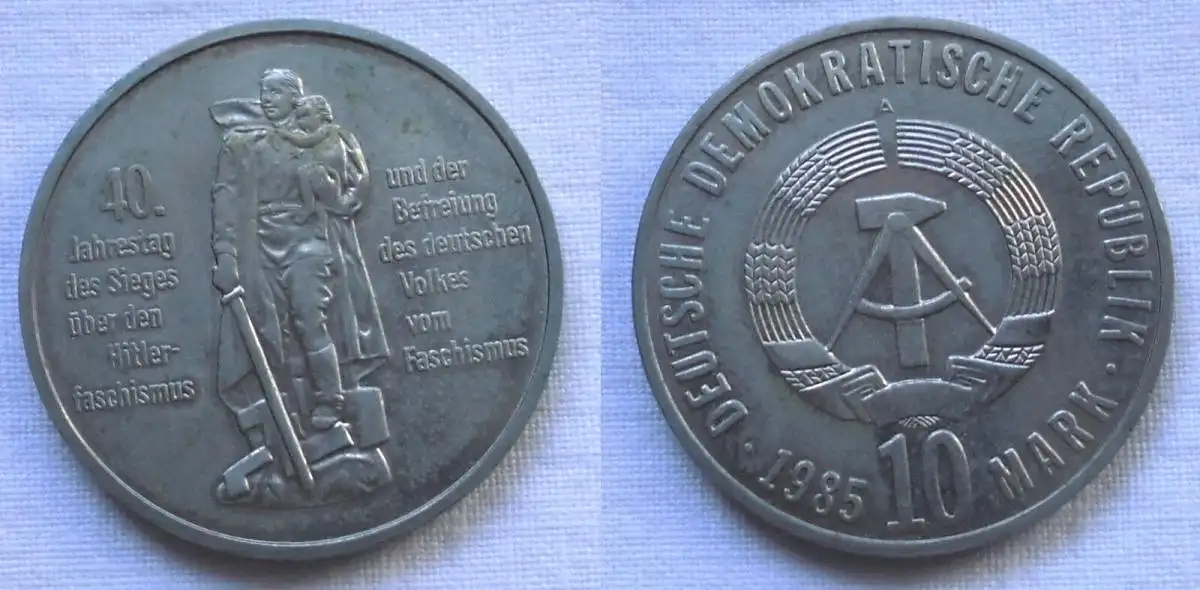 40.
Jahrestag
des Sieges
über den
Hitler-
faschismus
und der
Befreiung
des deutschen
Volkes
vom
Faschismus
DEUTSCHE DEMOKRATISCHE REPUBLIK
A
· 1985 10 MARK ·